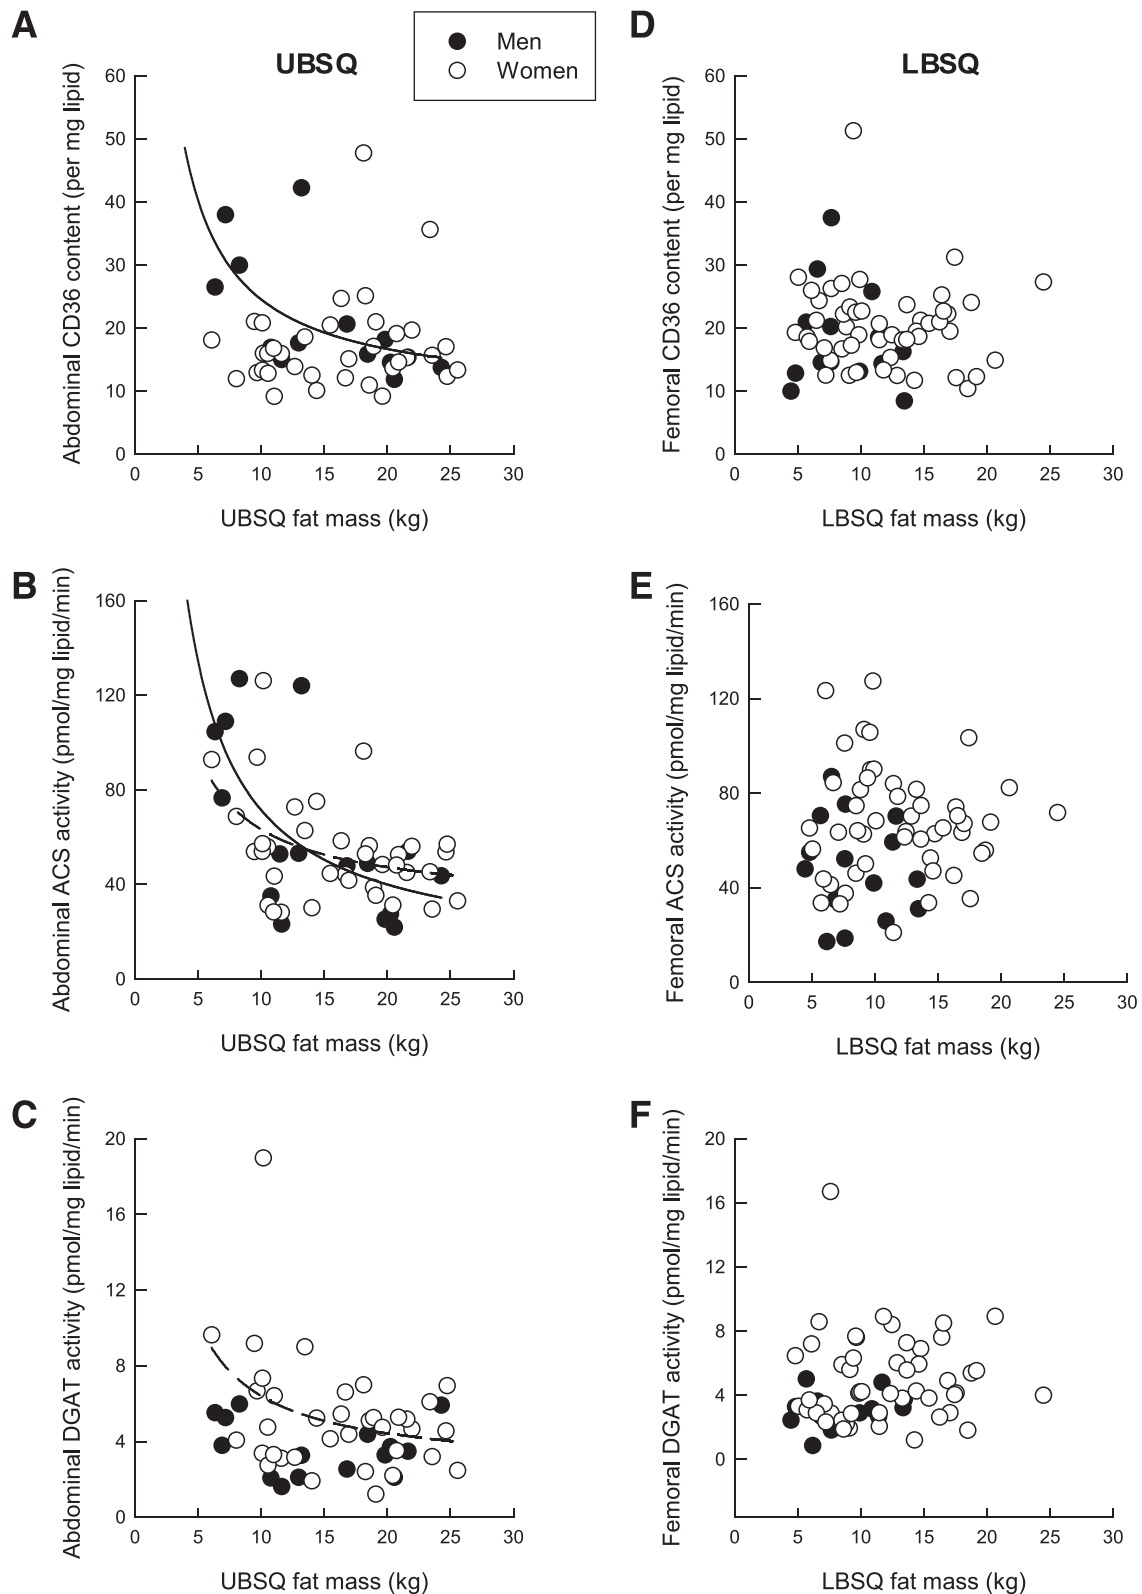 A
UBSQ
Men
Women
Abdominal CD36 content (per mg lipid)
60
50
40
30
20
10
0
0 5 10 15 20 25 30
UBSQ fat mass (kg)
D
LBSQ
Femoral CD36 content (per mg lipid)
60
50
40
30
20
10
0
0 5 10 15 20 25 30
LBSQ fat mass (kg)
B
Abdominal ACS activity (pmol/mg lipid/min)
160
120
80
40
0
0 5 10 15 20 25 30
UBSQ fat mass (kg)
E
Femoral ACS activity (pmol/mg lipid/min)
160
120
80
40
0
0 5 10 15 20 25 30
LBSQ fat mass (kg)
C
Abdominal DGAT activity (pmol/mg lipid/min)
20
16
12
8
4
0
0 5 10 15 20 25 30
UBSQ fat mass (kg)
F
Femoral DGAT activity (pmol/mg lipid/min)
20
16
12
8
4
0
0 5 10 15 20 25 30
LBSQ fat mass (kg)